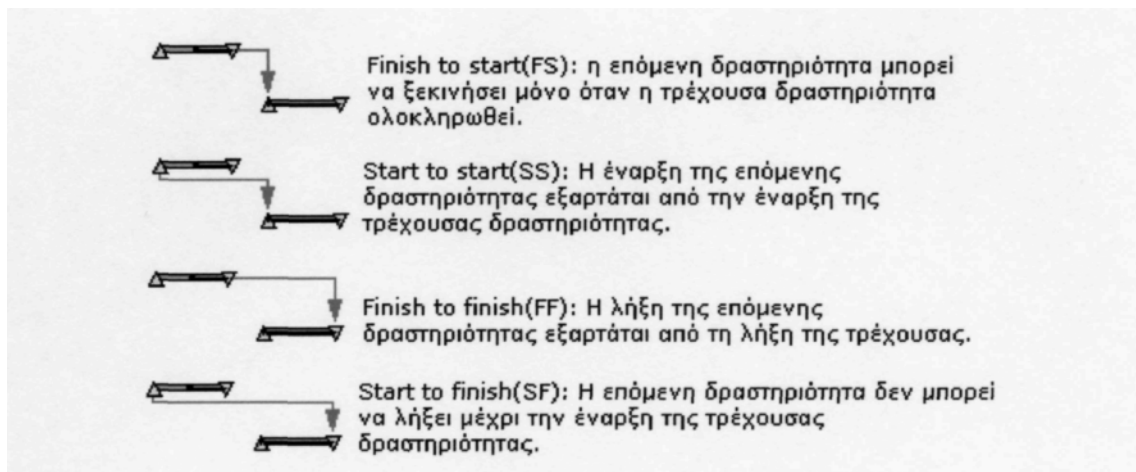 Finish to start(FS): η επόμενη δραστηριότητα μπορεί
να ξεκινήσει μόνο όταν η τρέχουσα δραστηριότητα
ολοκληρωθεί.
Start to start(SS): Η έναρξη της επόμενης
δραστηριότητας εξαρτάται από την έναρξη της
τρέχουσας δραστηριότητας.
Finish to finish(FF): Η λήξη της επόμενης
δραστηριότητας εξαρτάται από τη λήξη της τρέχουσας.
Start to finish(SF): Η επόμενη δραστηριότητα δεν μπορεί
να λήξει μέχρι την έναρξη της τρέχουσας
δραστηριότητας.